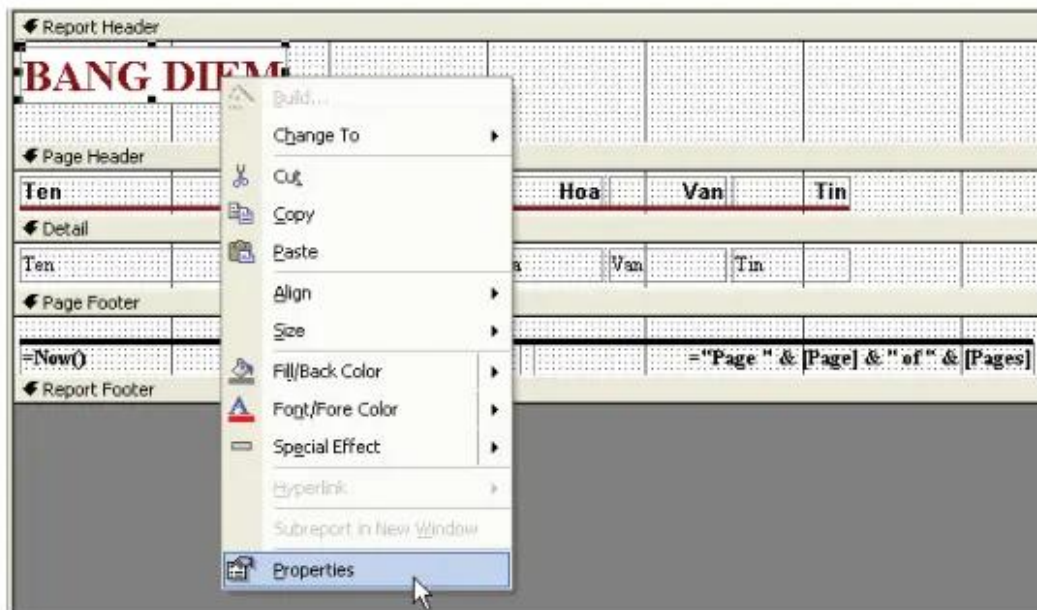 Report Header
BANG DIEM
Build...
Change To
Page Header
Cut
Ten Hoa Van Tin
Copy
Detail
Paste
Ten a Van Tin
Align
Page Footer
Size
=Now() ="Page " & [Page] & " of " & [Pages]
Fill/Back Color
Report Footer
Font/Fore Color
Special Effect
Hyperlink
Subreport in New Window
Properties